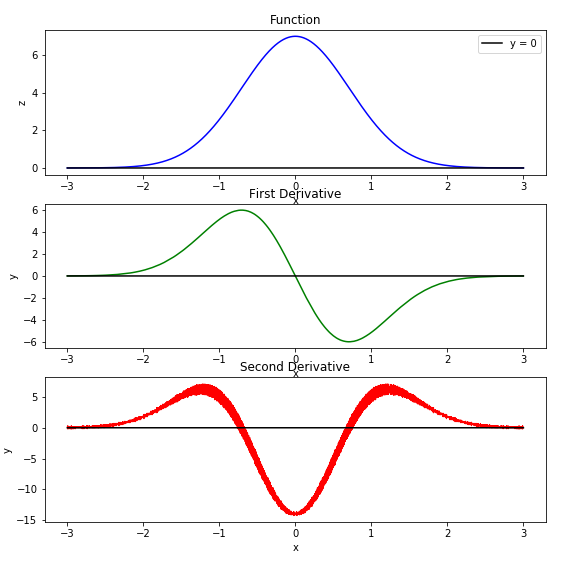 Function
y = 0
z
6
4
2
0
−3 −2 −1 0 1 2 3
x
First Derivative
y
6
4
2
0
−2
−4
−6
−3 −2 −1 0 1 2 3
x
Second Derivative
y
5
0
−5
−10
−15
−3 −2 −1 0 1 2 3
x